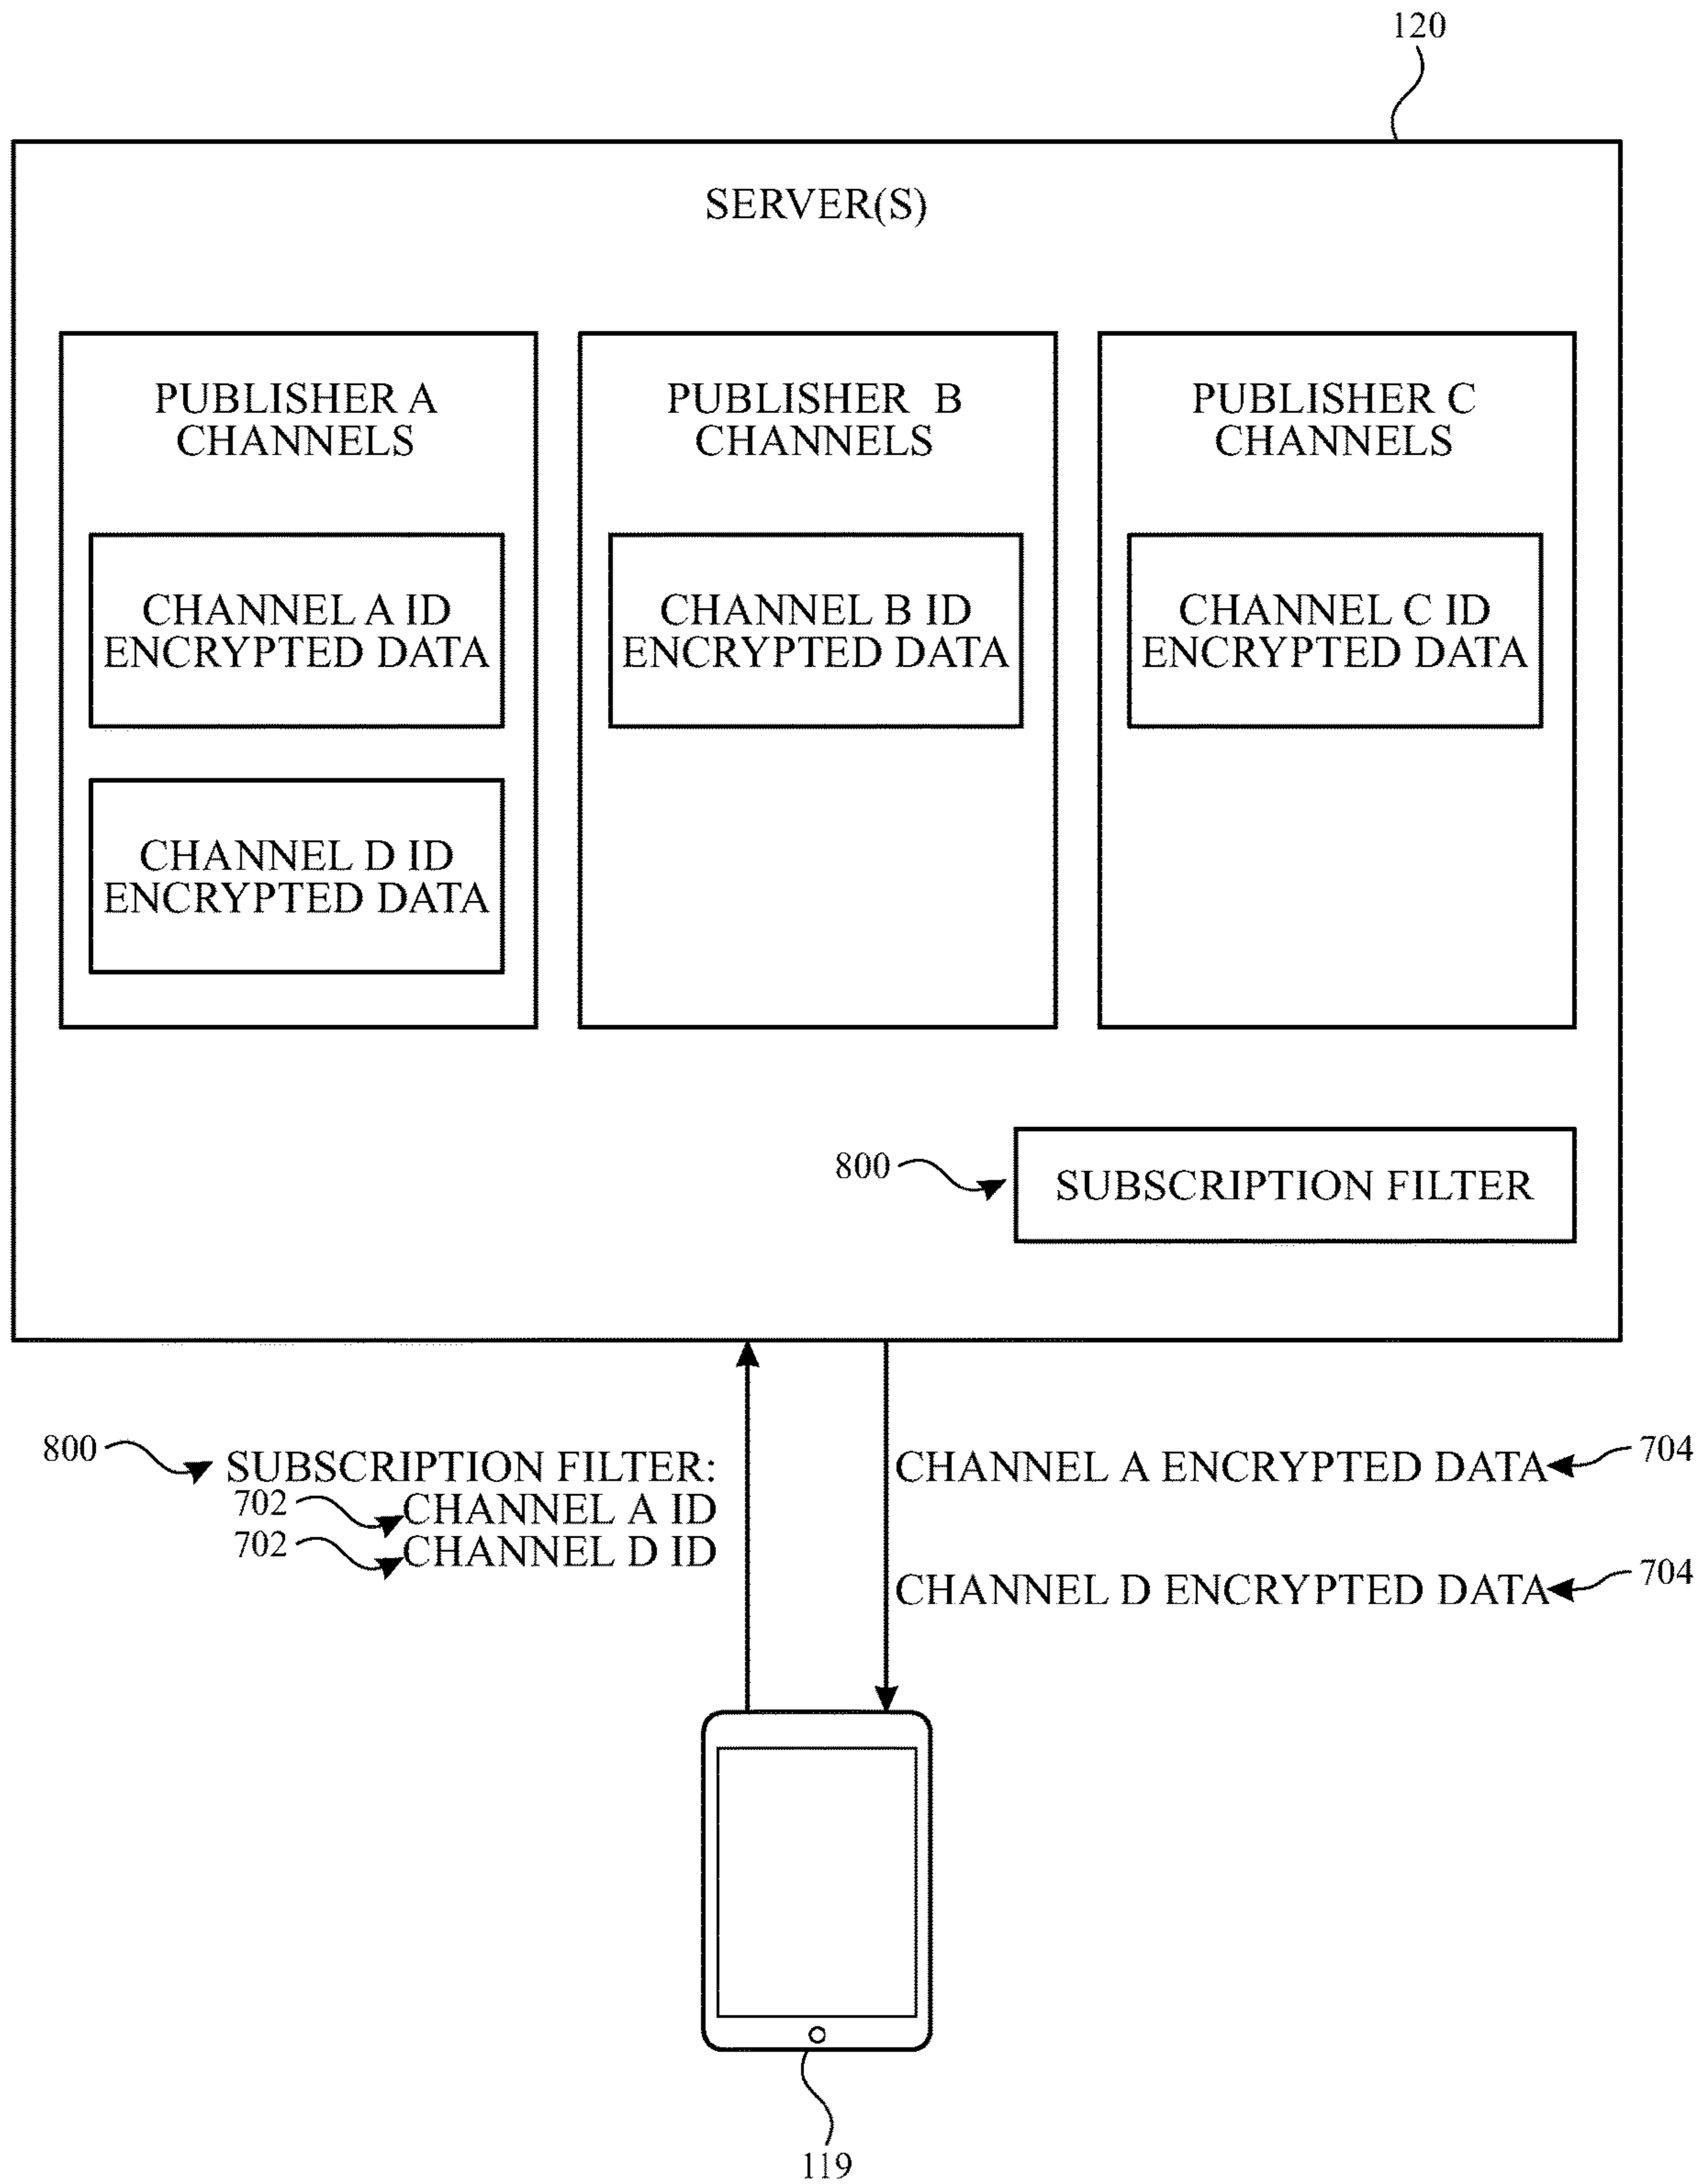 120
SERVER(S)
PUBLISHER A
CHANNELS
PUBLISHER B
CHANNELS
PUBLISHER C
CHANNELS
CHANNEL A ID
ENCRYPTED DATA
CHANNEL B ID
ENCRYPTED DATA
CHANNEL C ID
ENCRYPTED DATA
CHANNEL D ID
ENCRYPTED DATA
800
SUBSCRIPTION FILTER
800
SUBSCRIPTION FILTER:
702
CHANNEL A ID
702
CHANNEL D ID
CHANNEL A ENCRYPTED DATA
704
CHANNEL D ENCRYPTED DATA
704
119